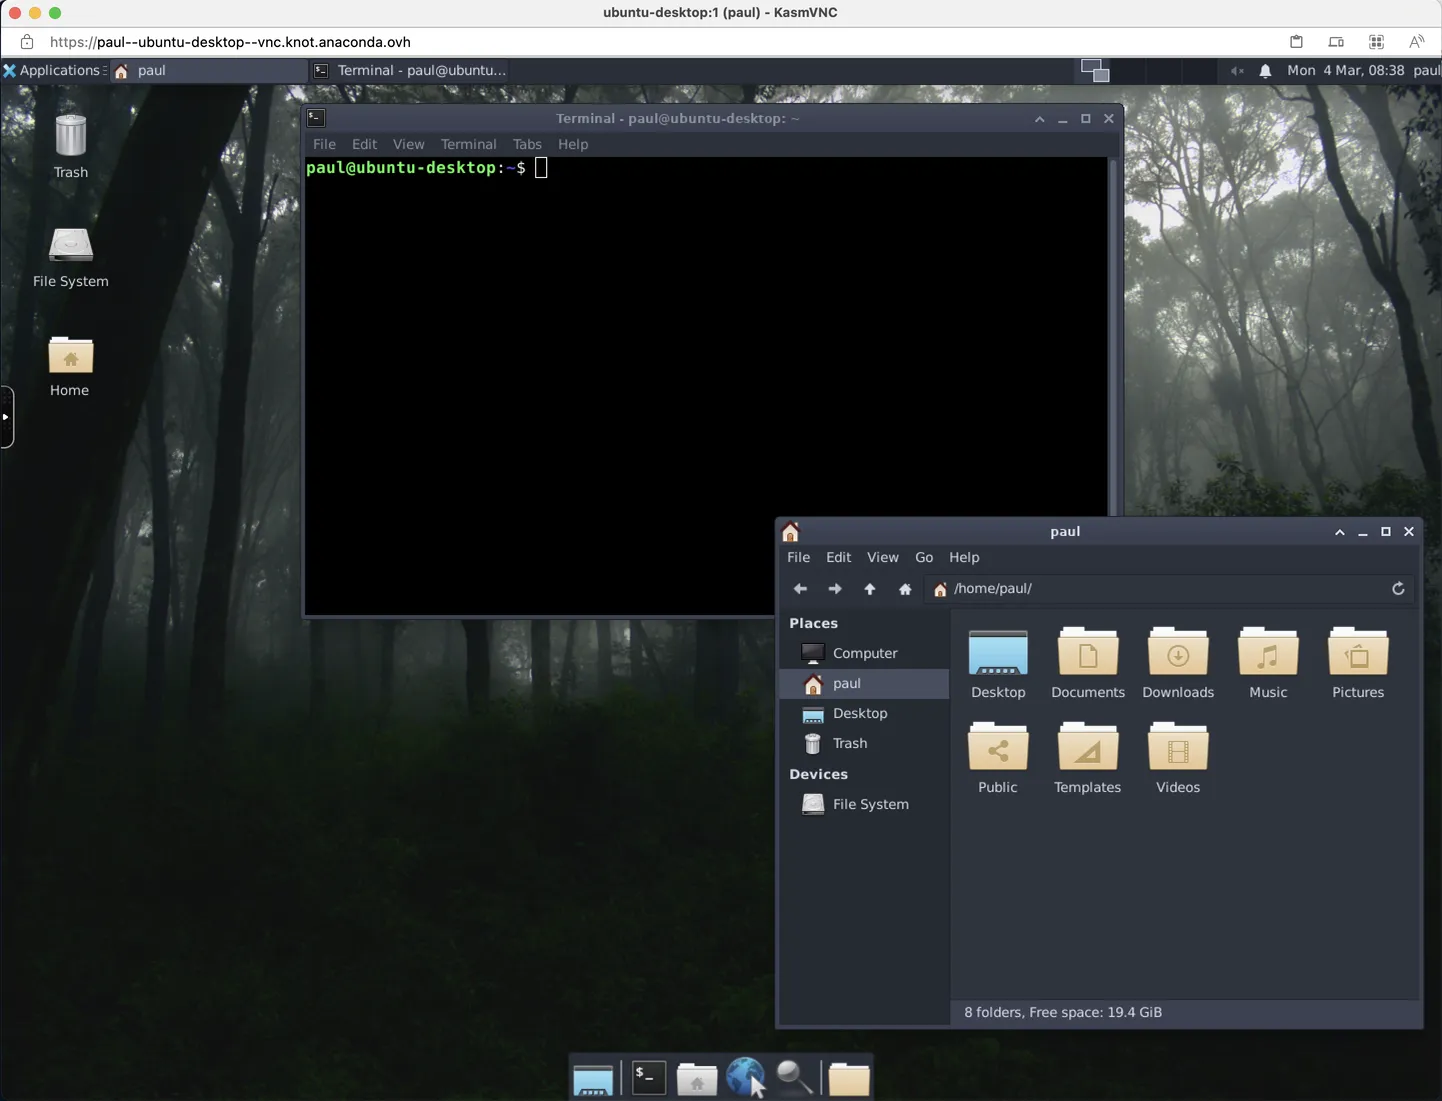 ubuntu-desktop:1 (paul) - KasmVNC
https://paul--ubuntu-desktop--vnc.knot.anaconda.ovh
Applications
paul
Terminal - paul@ubuntu...
Mon 4 Mar, 08:38 paul
Trash
File System
Home
Terminal - paul@ubuntu-desktop: ~
File Edit View Terminal Tabs Help
paul@ubuntu-desktop:~$
paul
File Edit View Go Help
/home/paul/
Places
Computer
paul
Desktop
Trash
Devices
File System
Desktop Documents Downloads Music Pictures
Public Templates Videos
8 folders, Free space: 19.4 GiB
$_